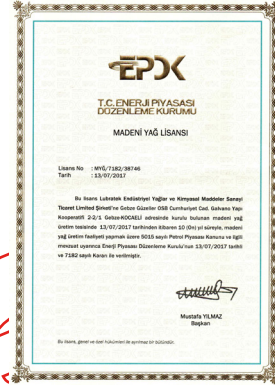 EPDK
T.C. ENERJİ PİYASASI
DÜZENLEME KURUMU
MADENİ YAĞ LİSANSI
Lisans No : MYĞ/7182/38746
Tarih : 13/07/2017
Bu lisans Lubratek Endüstriyel Yağlar ve Kimyasal Maddeler Sanayi
Ticaret Limited Şirketi'ne Gebze Güzeller OSB Cumhuriyet Cad. Galvano Yapı
Kooperatifi 2-2/1 Gebze-KOCAELİ adresinde kurulu bulunan madeni yağ
üretim tesisinde 13/07/2017 tarihinden itibaren 10 (On) yıl süreyle, madeni
yağ üretim faaliyeti yapmak üzere 5015 sayılı Petrol Piyasası Kanunu ve ilgili
mevzuat uyarınca Enerji Piyasası Düzenleme Kurulu'nun 13/07/2017 tarihli
ve 7182 sayılı Kararı ile verilmiştir.
Mustafa YILMAZ
Başkan
Bu lisans, genel ve özel hükümleri ile ayrılmaz bir bütündür.